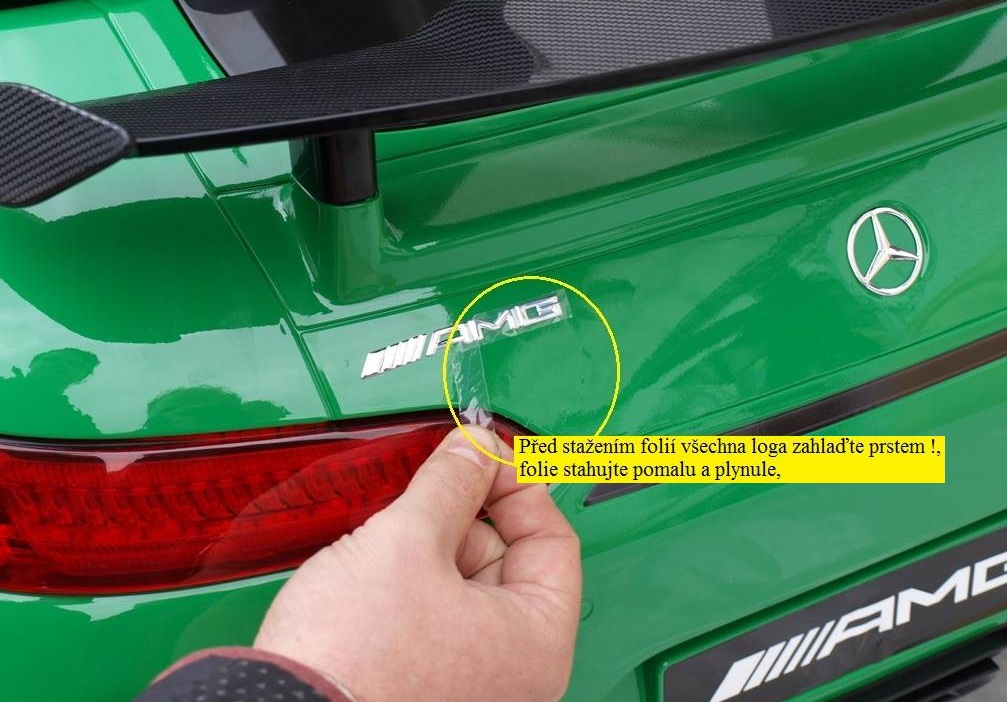 AMG
Před stažením folií všechna loga zahlaďte prstem !,
folie stahujte pomalu a plynule,
AMG